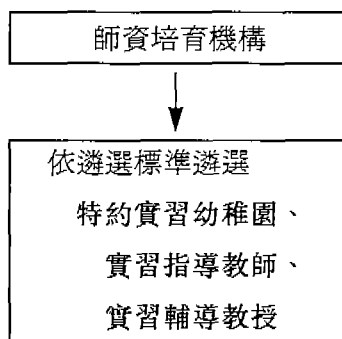 師資培育機構
依遴選標準遴選
特約實習幼稚園、
實習指導教師、
實習輔導教授